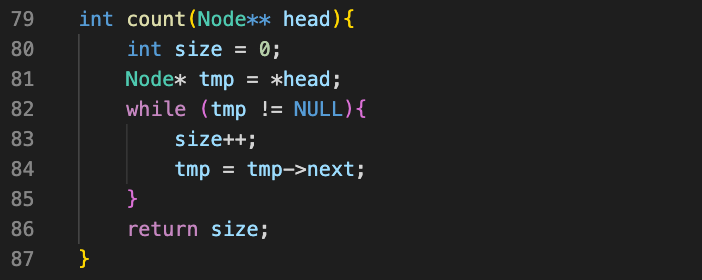 79 int count(Node** head){
80 int size = 0;
81 Node* tmp = *head;
82 while (tmp != NULL){
83 size++;
84 tmp = tmp->next;
85 }
86 return size;
87 }